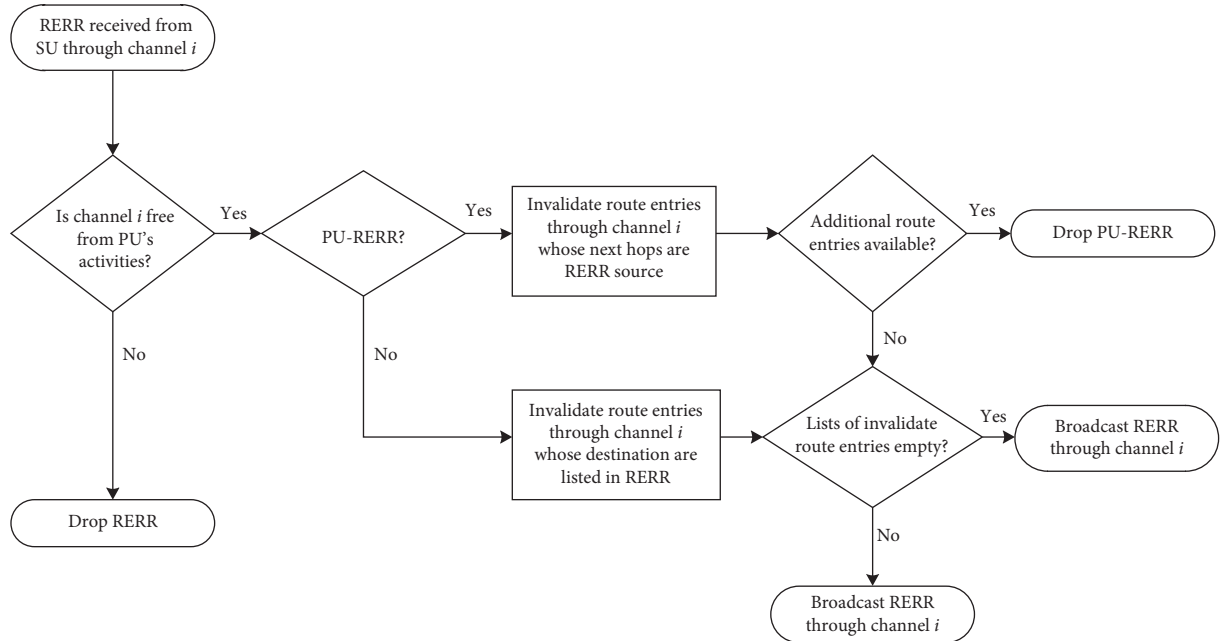 RERR received from
SU through channel i
Is channel i free
from PU's
activities?
Yes
No
Drop RERR
PU-RERR?
Yes
No
Invalidate route entries
through channel i
whose next hops are
RERR source
Invalidate route entries
through channel i
whose destination are
listed in RERR
Additional route
entries available?
Yes
Drop PU-RERR
No
Lists of invalidate
route entries empty?
Yes
Broadcast RERR
through channel i
No
Broadcast RERR
through channel i